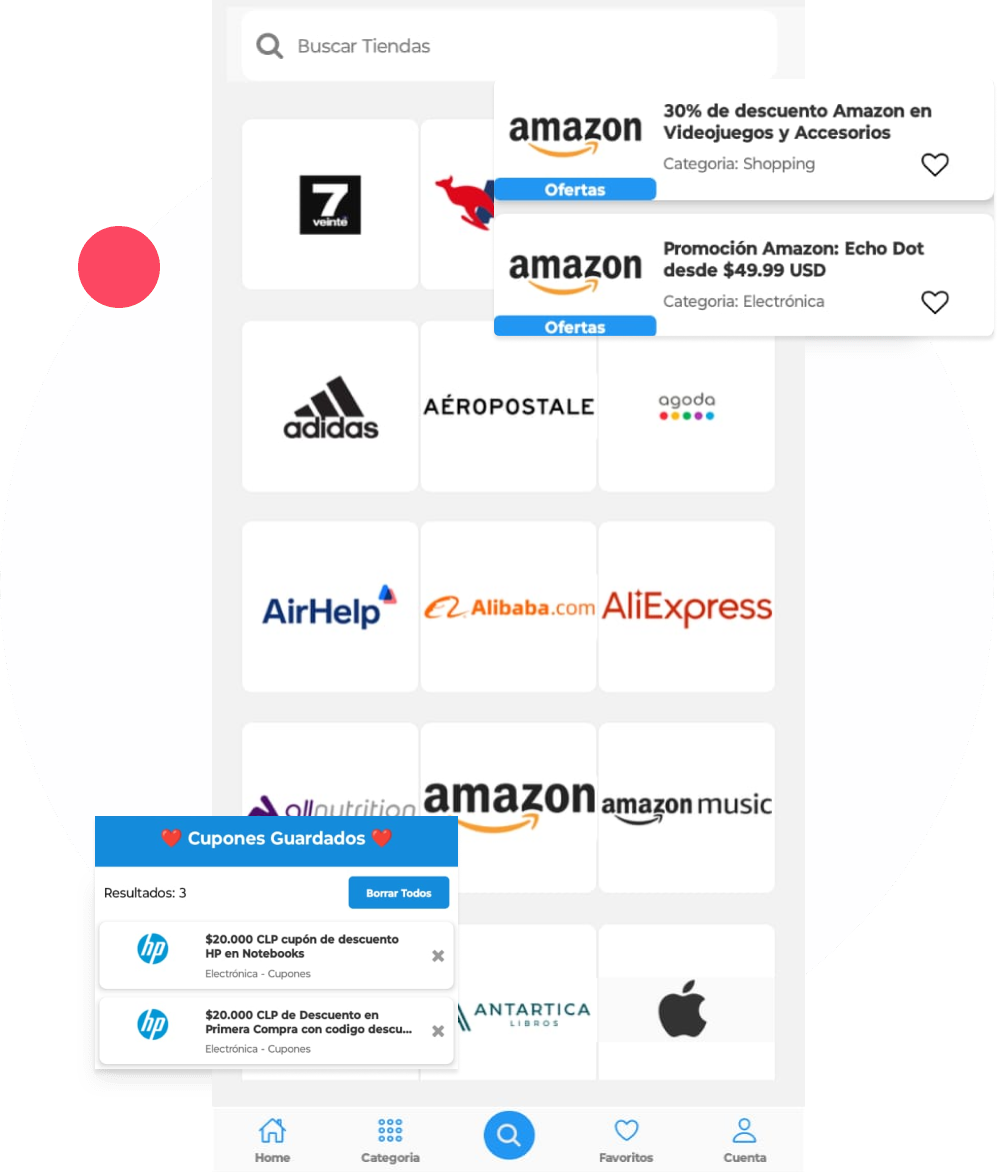 Buscar Tiendas
amazon
30% de descuento Amazon en
Videojuegos y Accesorios
Categoria: Shopping
Ofertas
7
veinte
amazon
Promoción Amazon: Echo Dot
desde $49.99 USD
Categoria: Electrónica
Ofertas
adidas
AÉROPOSTALE
agoda
AirHelp
Alibaba.com
AliExpress
allnutrition
amazon
amazon music
❤️ Cupones Guardados ❤️
Resultados: 3
Borrar Todos
hp
$20.000 CLP cupón de descuento
HP en Notebooks
Electrónica - Cupones
hp
$20.000 CLP de Descuento en
Primera Compra con codigo descu...
Electrónica - Cupones
ANTARTICA
LIBROS
Home
Categoria
Favoritos
Cuenta